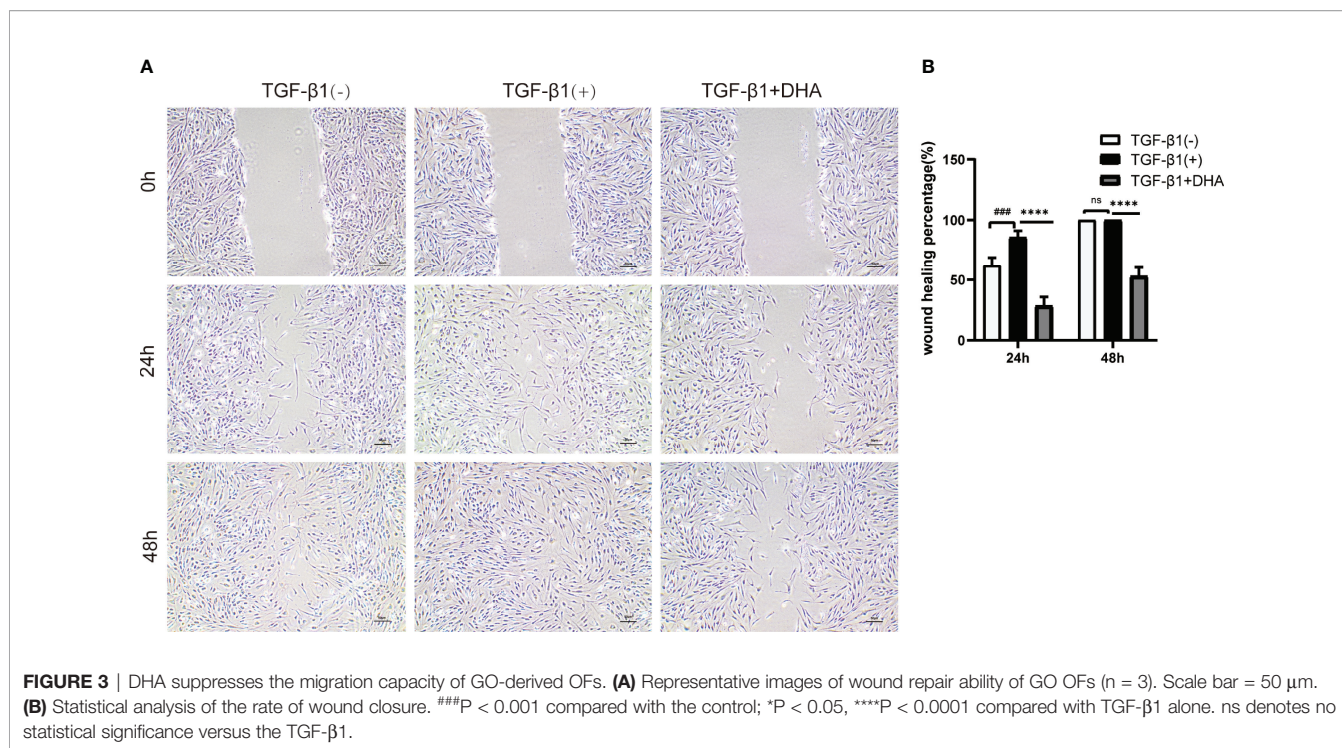 A
B
TGF-β1(-)
TGF-β1(+)
TGF-β1+DHA
0h
24h
48h
TGF-β1(-)
TGF-β1(+)
TGF-β1+DHA
wound healing percentage(%)
150
100
50
0
### ****
ns ****
24h
48h
FIGURE 3 | DHA suppresses the migration capacity of GO-derived OFs. (A) Representative images of wound repair ability of GO OFs (n = 3). Scale bar = 50 μm.
(B) Statistical analysis of the rate of wound closure. ###P < 0.001 compared with the control; *P < 0.05, ****P < 0.0001 compared with TGF-β1 alone. ns denotes no
statistical significance versus the TGF-β1.